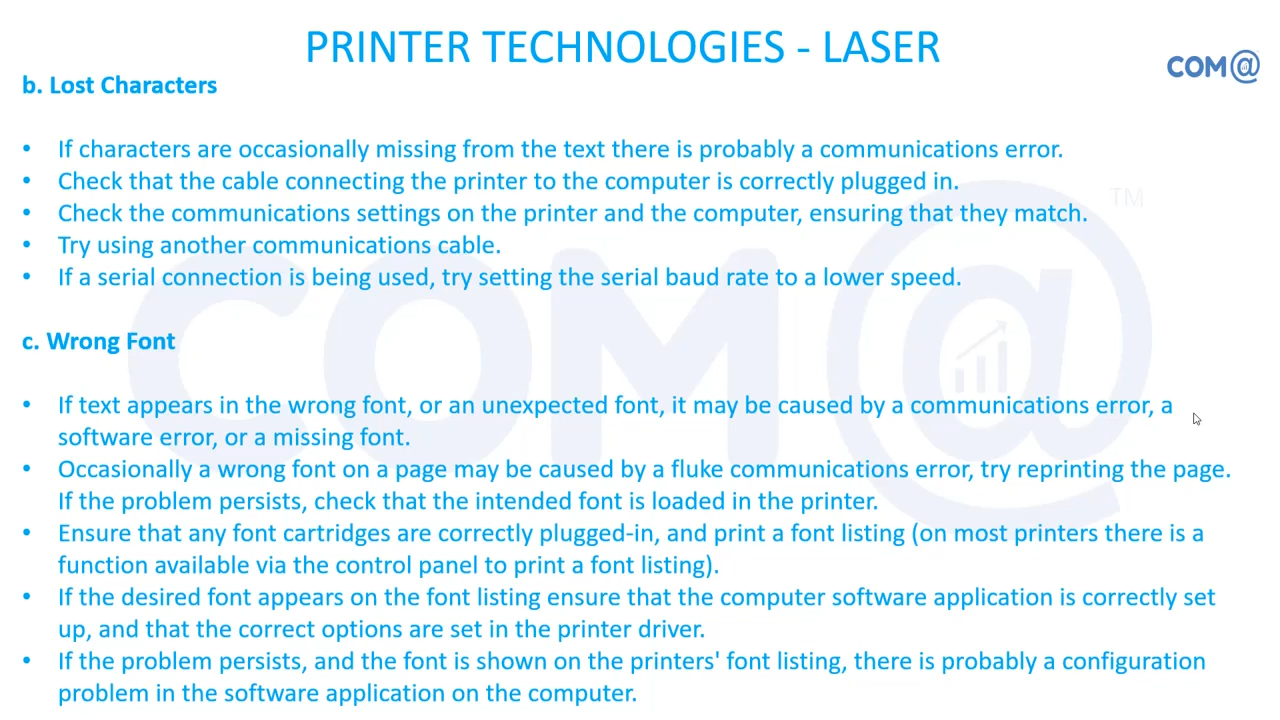 PRINTER TECHNOLOGIES - LASER
COM@
b. Lost Characters
• If characters are occasionally missing from the text there is probably a communications error.
• Check that the cable connecting the printer to the computer is correctly plugged in.
• Check the communications settings on the printer and the computer, ensuring that they match.
• Try using another communications cable.
• If a serial connection is being used, try setting the serial baud rate to a lower speed.
c. Wrong Font
• If text appears in the wrong font, or an unexpected font, it may be caused by a communications error, a
software error, or a missing font.
• Occasionally a wrong font on a page may be caused by a fluke communications error, try reprinting the page.
If the problem persists, check that the intended font is loaded in the printer.
• Ensure that any font cartridges are correctly plugged-in, and print a font listing (on most printers there is a
function available via the control panel to print a font listing).
• If the desired font appears on the font listing ensure that the computer software application is correctly set
up, and that the correct options are set in the printer driver.
• If the problem persists, and the font is shown on the printers' font listing, there is probably a configuration
problem in the software application on the computer.
COM@ TM